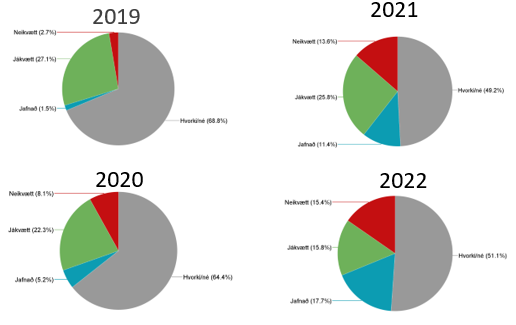 2019
Neikvætt (2.7%)
Jákvætt (27.1%)
Jafnað (1.5%)
Hvorki/né (68.8%)
2021
Neikvætt (13.6%)
Jákvætt (25.8%)
Jafnað (11.4%)
Hvorki/né (49.2%)
2020
Neikvætt (8.1%)
Jákvætt (22.3%)
Jafnað (5.2%)
Hvorki/né (64.4%)
2022
Neikvætt (15.4%)
Jákvætt (15.8%)
Jafnað (17.7%)
Hvorki/né (51.1%)